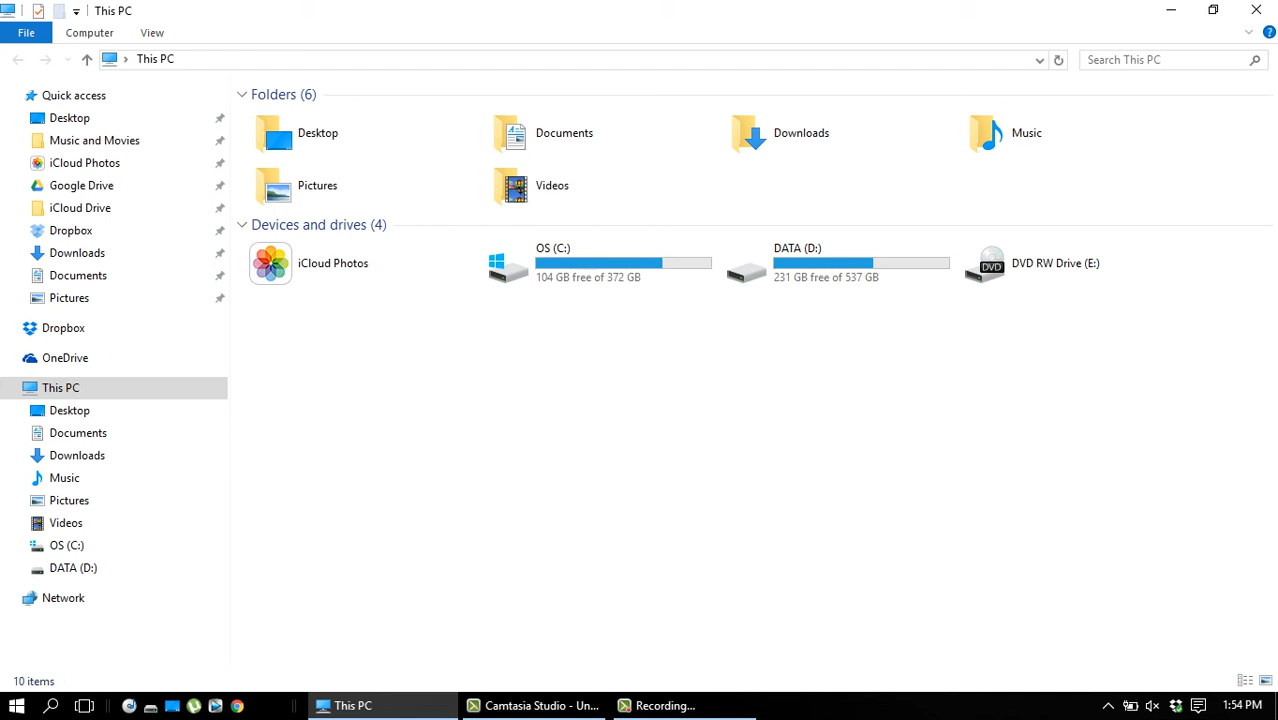 This PC
File Computer View
This PC
Search This PC
Quick access
Desktop
Music and Movies
iCloud Photos
Google Drive
iCloud Drive
Dropbox
Downloads
Documents
Pictures
Dropbox
OneDrive
This PC
Desktop
Documents
Downloads
Music
Pictures
Videos
OS (C:)
DATA (D:)
Network
Folders (6)
Desktop Documents Downloads Music
Pictures Videos
Devices and drives (4)
iCloud Photos
OS (C:)
104 GB free of 372 GB
DATA (D:)
231 GB free of 537 GB
DVD
DVD RW Drive (E:)
10 items
This PC Camtasia Studio - Un... Recording... 1:54 PM